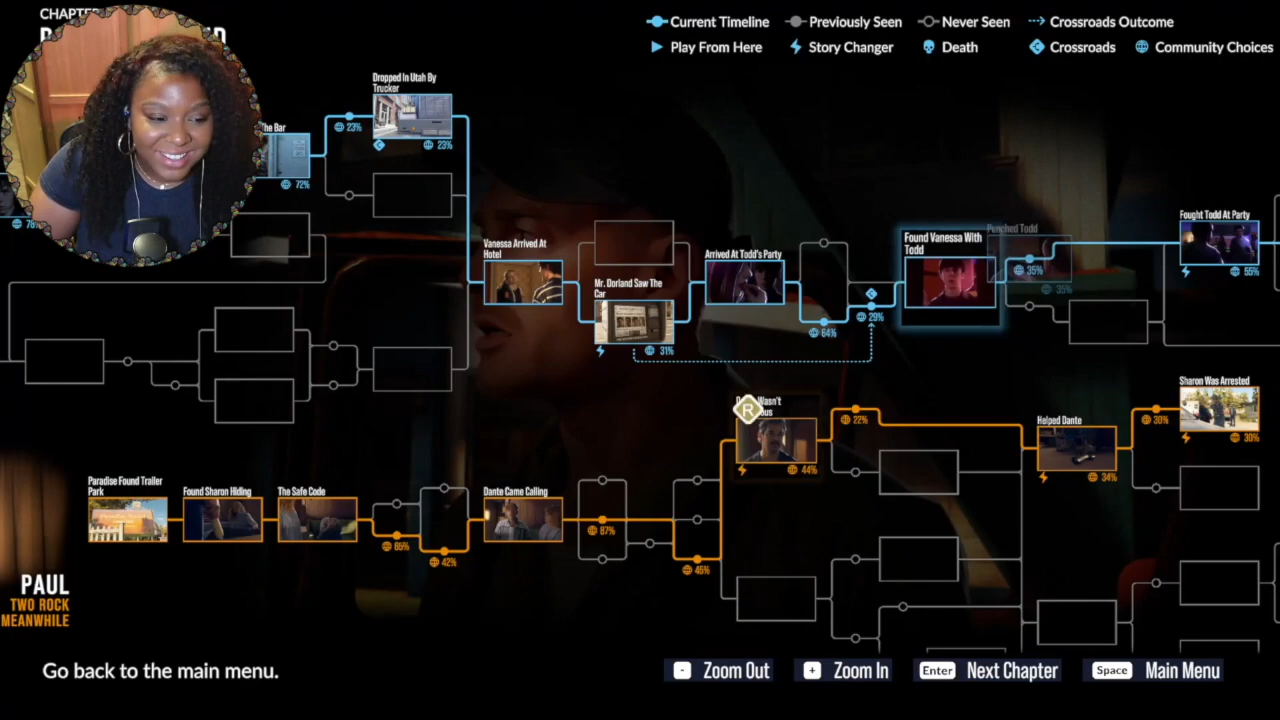 CHAPTER
Current Timeline
Previously Seen
Never Seen
Crossroads Outcome
Play From Here
Story Changer
Death
Crossroads
Community Choices
Dropped In Utah By
Trucker
23%
23%
The Bar
72%
Vanessa Arrived At
Hotel
Mr. Dorland Saw The
Car
31%
Arrived At Todd's Party
64%
29%
Found Vanessa With
Todd
Punched Todd
35%
35%
Fought Todd At Party
55%
Sharon Was Arrested
30%
30%
R
Wasn't
44%
22%
Helped Dante
34%
Paradise Found Trailer
Park
Found Sharon Hiding
The Safe Code
65%
42%
Dante Came Calling
87%
45%
PAUL
TWO ROCK
MEANWHILE
Go back to the main menu.
- Zoom Out
+ Zoom In
Enter Next Chapter
Space Main Menu